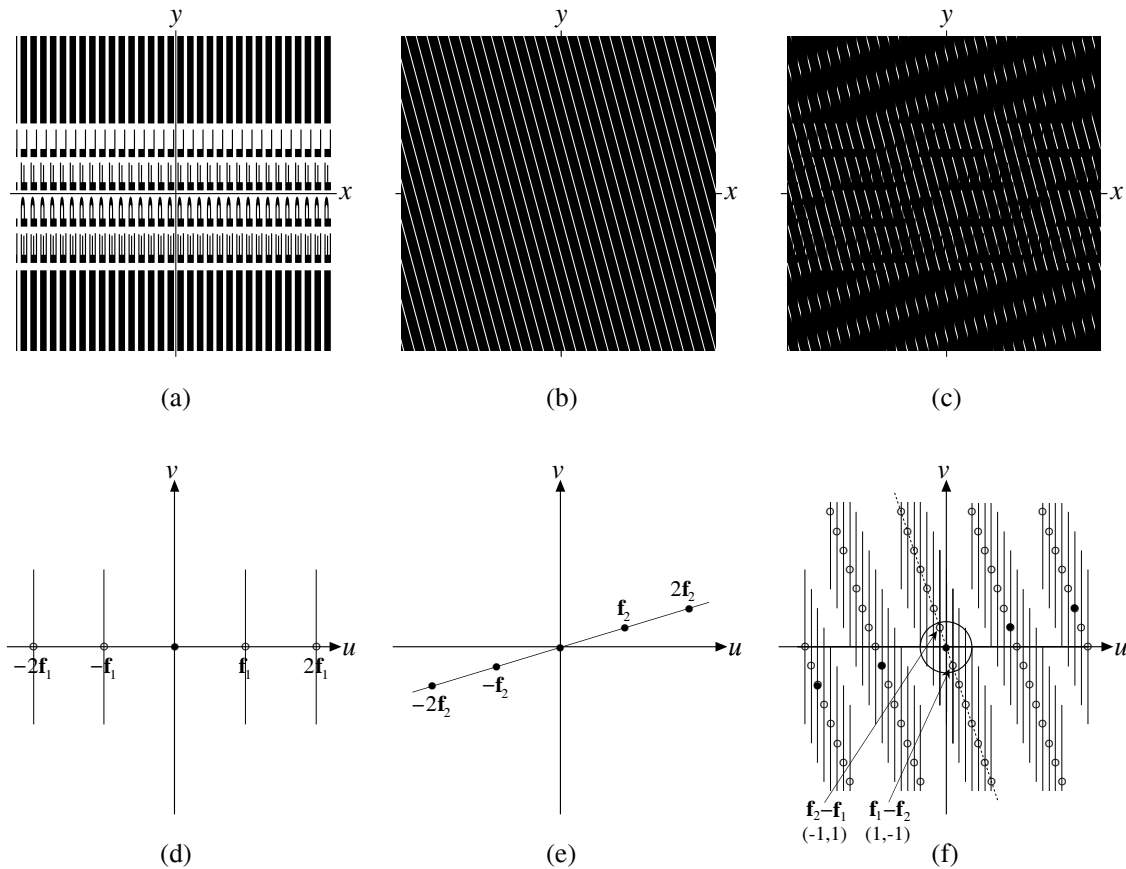 y y y
x x x
(a) (b) (c)
v v v
2f₂
f₂
u u u
−2f₁ −f₁ f₁ 2f₁
−f₂
−2f₂
f₂−f₁ f₁−f₂
(-1,1) (1,-1)
(d) (e) (f)